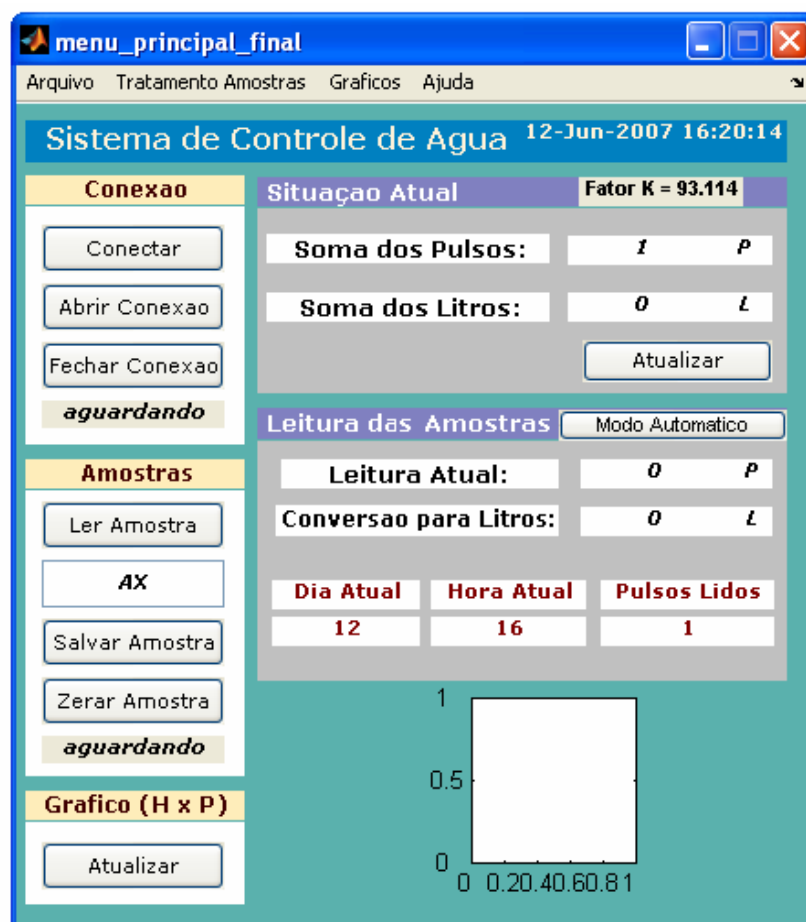 menu_principal_final
Arquivo Tratamento Amostras Graficos Ajuda
Sistema de Controle de Agua 12-Jun-2007 16:20:14
Conexao
Conectar
Abrir Conexao
Fechar Conexao
aguardando
Amostras
Ler Amostra
AX
Salvar Amostra
Zerar Amostra
aguardando
Grafico (H x P)
Atualizar
Situaçao Atual Fator K = 93.114
Soma dos Pulsos: 1 P
Soma dos Litros: 0 L
Atualizar
Leitura das Amostras Modo Automatico
Leitura Atual: 0 P
Conversao para Litros: 0 L
Dia Atual Hora Atual Pulsos Lidos
12 16 1
1
0.5
0
0 0.20.40.60.81